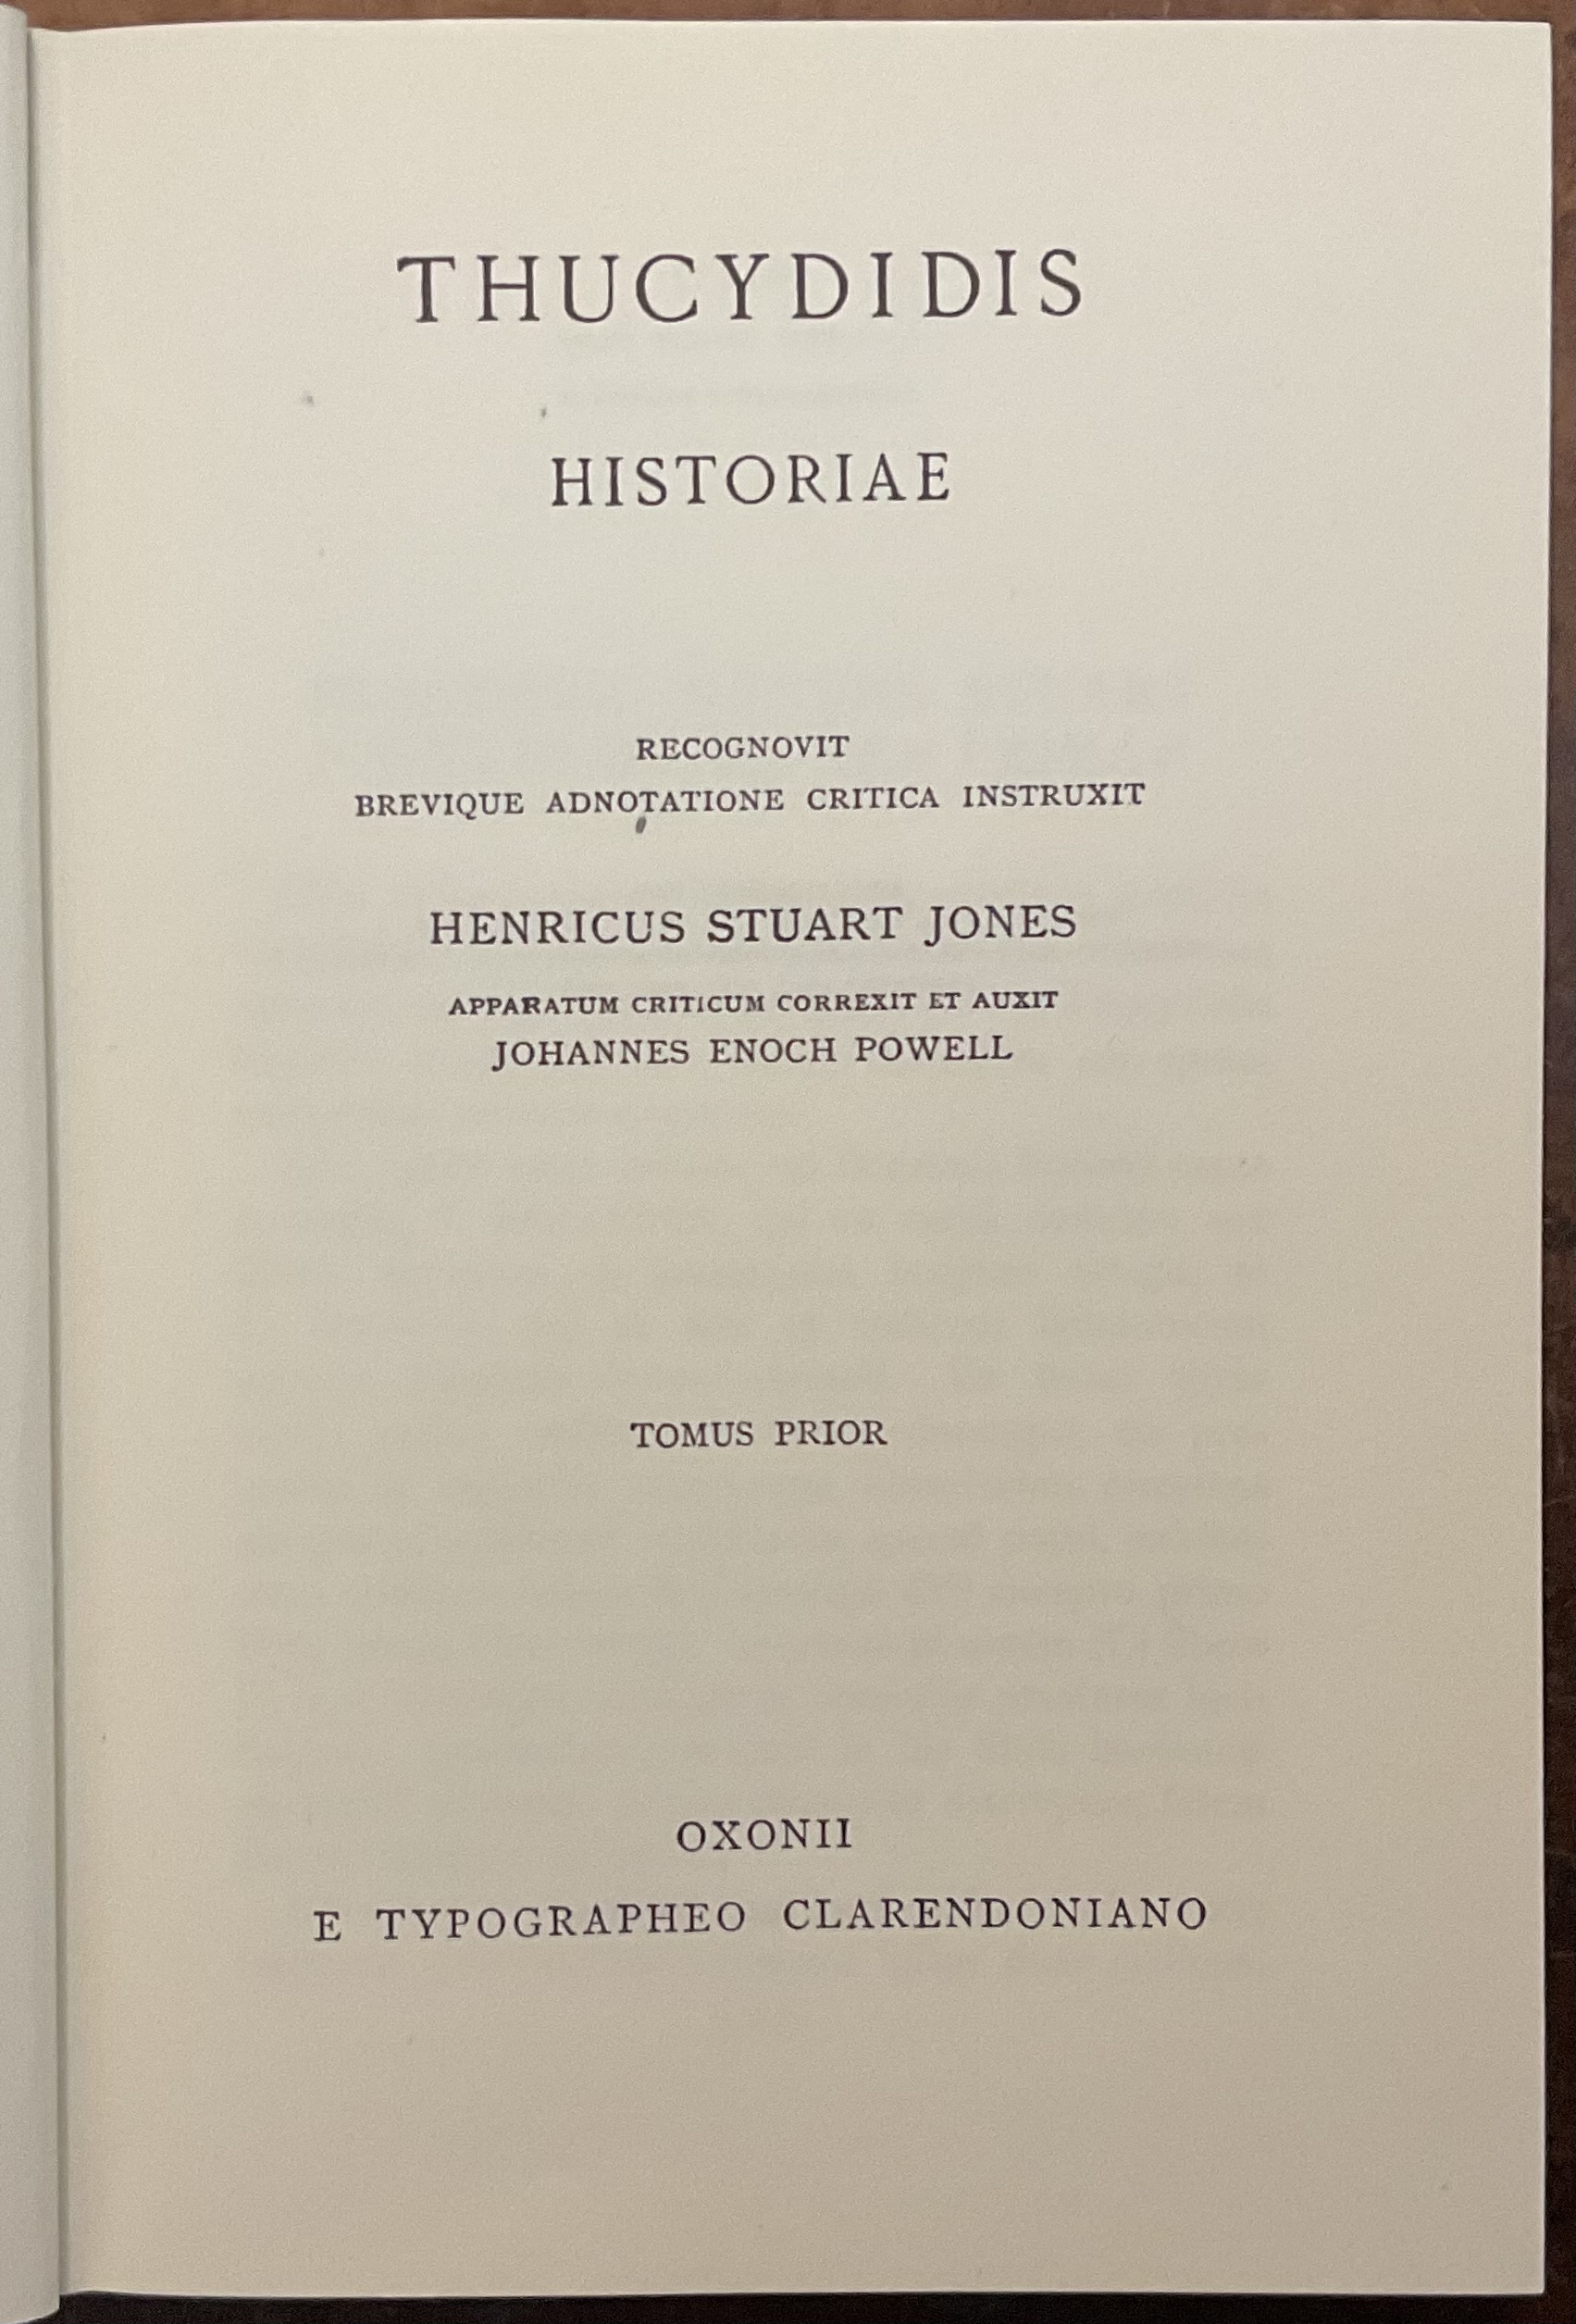 THUCYDIDIS
HISTORIAE
RECOGNOVIT
BREVIQUE ADNOTATIONE CRITICA INSTRUXIT
HENRICUS STUART JONES
APPARATUM CRITICUM CORREXIT ET AUXIT
JOHANNES ENOCH POWELL
TOMUS PRIOR
OXONII
E TYPOGRAPHEO CLARENDONIANO